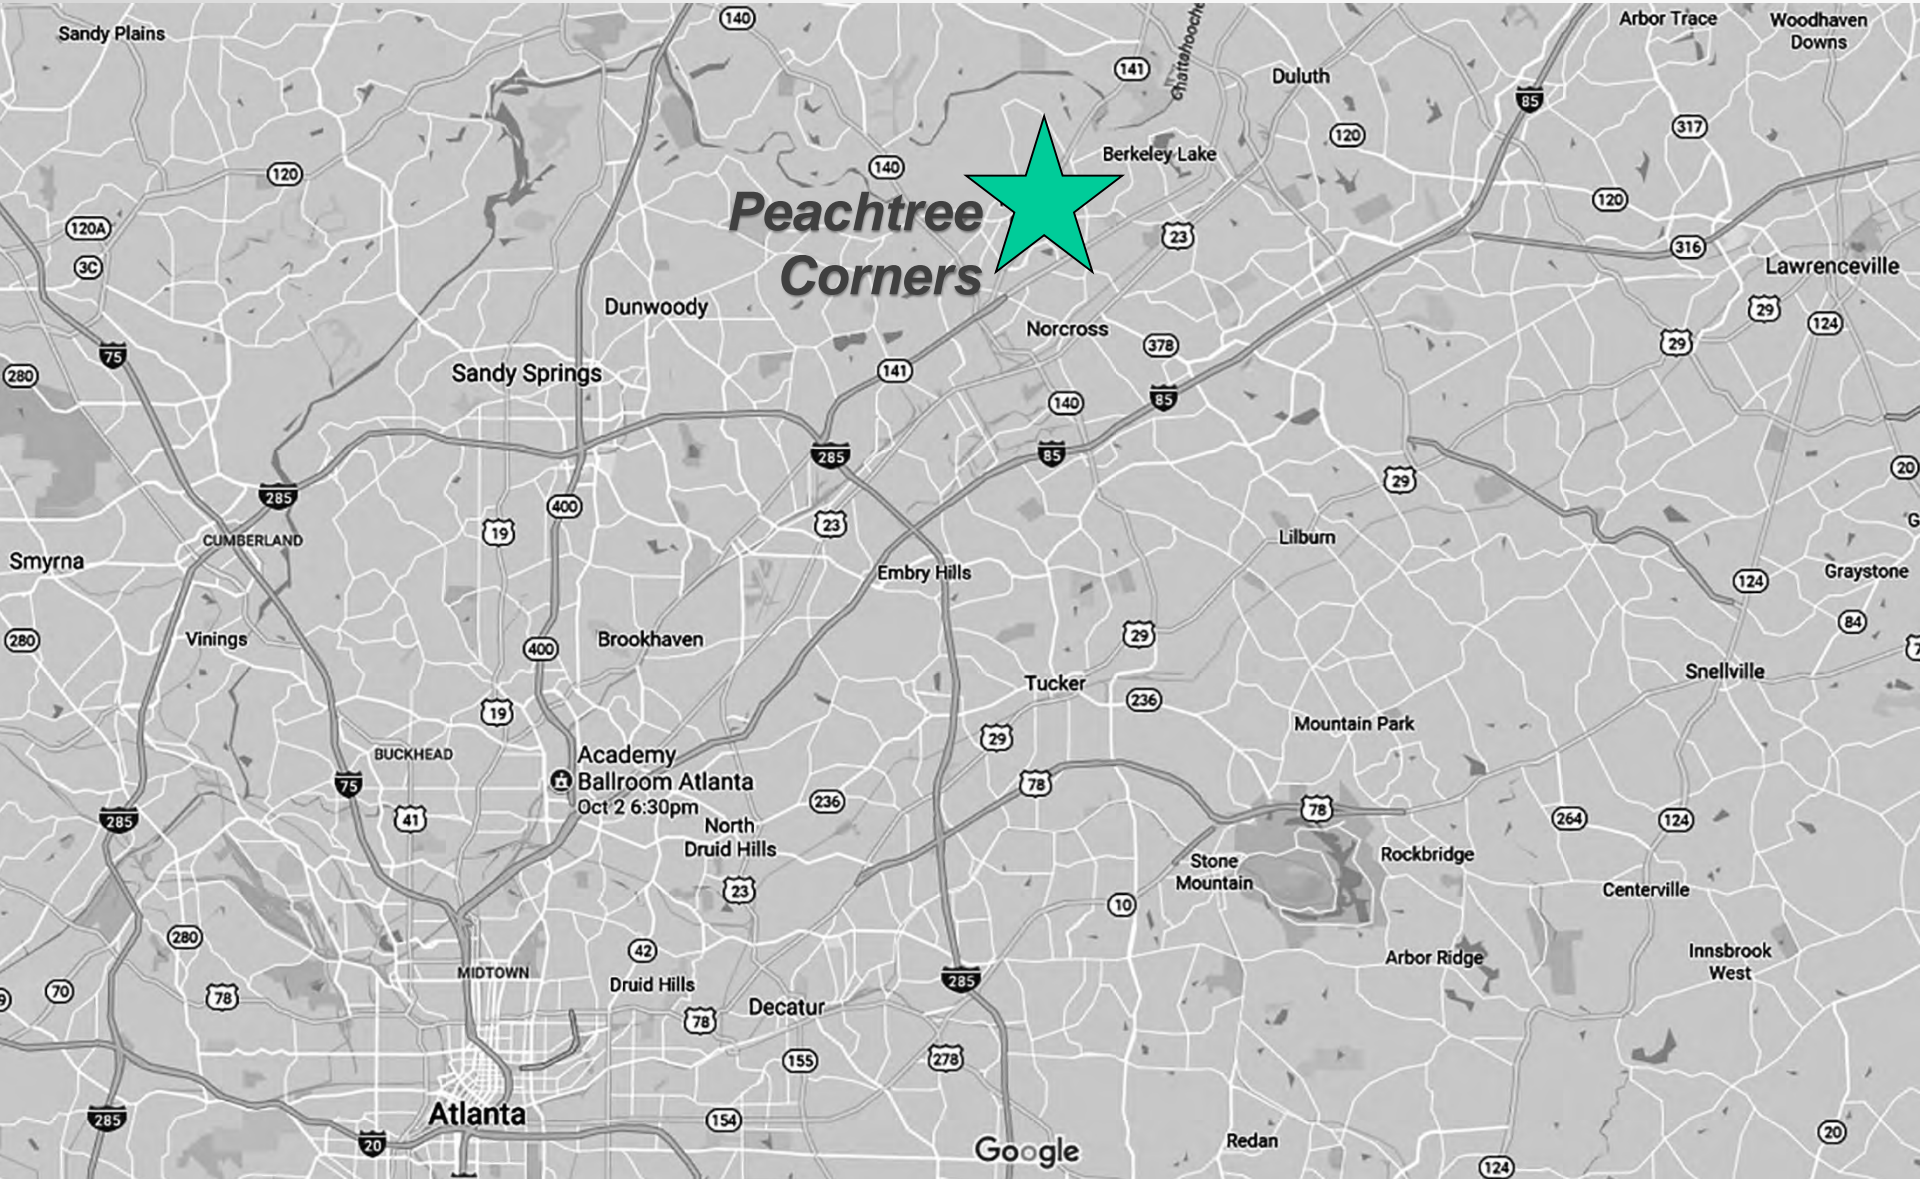 140
Sandy Plains
Arbor Trace
Woodhaven
Downs
141
Chattahooche
Duluth
85
317
120
120
140
Berkeley Lake
120
120A
3C
Peachtree
Corners
23
316
Lawrenceville
Dunwoody
29
124
Norcross
29
75
378
280
Sandy Springs
141
140
85
285
85
20
29
285
400
19
23
CUMBERLAND
Lilburn
G
Smyrna
Embry Hills
124
Graystone
84
280
Vinings
400
Brookhaven
29
7
Snellville
Tucker
236
19
Mountain Park
29
BUCKHEAD
Academy
Ballroom Atlanta
Oct 2 6:30pm
75
78
236
78
285
41
264
124
North
Druid Hills
Stone
Mountain
Rockbridge
23
Centerville
10
280
42
Arbor Ridge
Innsbrook
West
MIDTOWN
285
Druid Hills
9
70
78
Decatur
78
155
278
285
Atlanta
154
20
Google
Redan
20
124